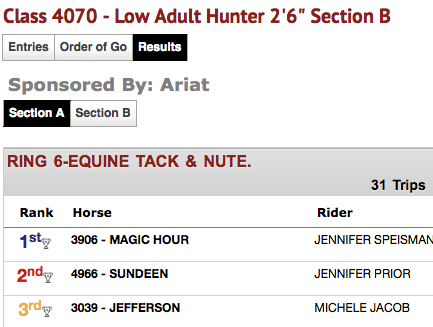 Class 4070 - Low Adult Hunter 2'6" Section B
Entries Order of Go Results
Sponsored By: Ariat
Section A Section B
RING 6-EQUINE TACK & NUTE.
31 Trips
Rank Horse Rider
1st 3906 - MAGIC HOUR JENNIFER SPEISMAN
2nd 4966 - SUNDEEN JENNIFER PRIOR
3rd 3039 - JEFFERSON MICHELE JACOB